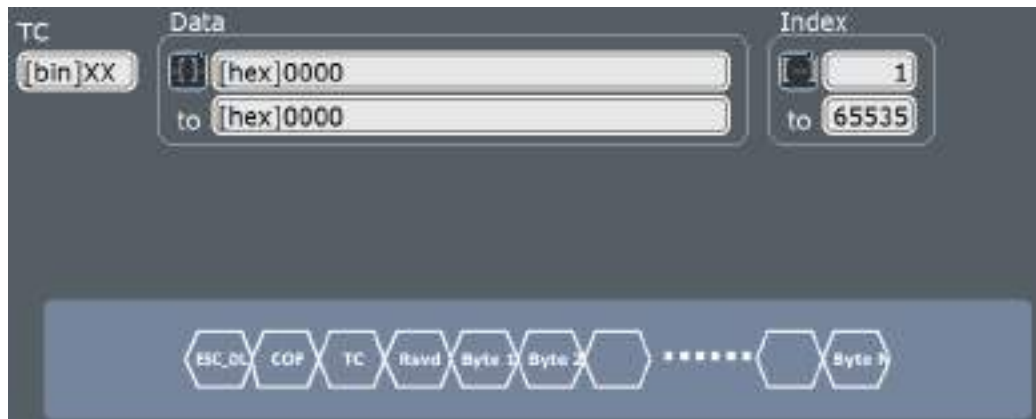 TC
Data
Index
[bin]XX
[hex]0000
1
to [hex]0000
to 65535
ESC_DL COP TC Rsvd Byte 1 Byte 2 Byte N